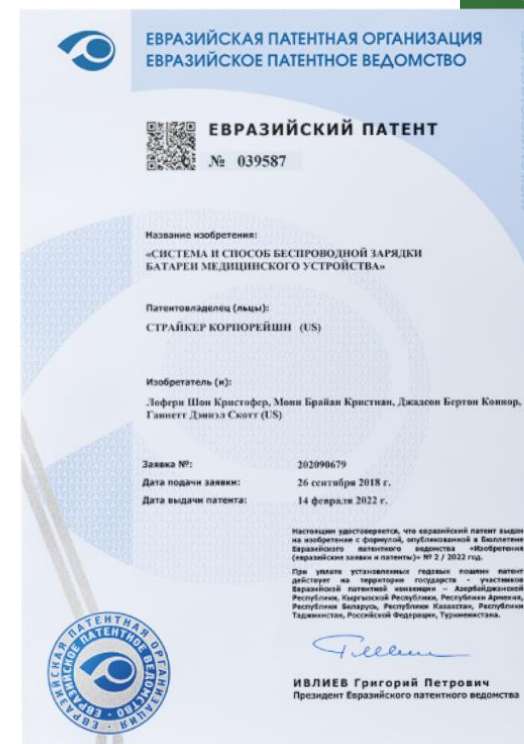 ЕВРАЗИЙСКАЯ ПАТЕНТНАЯ ОРГАНИЗАЦИЯ
ЕВРАЗИЙСКОЕ ПАТЕНТНОЕ ВЕДОМСТВО
ЕВРАЗИЙСКИЙ ПАТЕНТ
№ 039587
Название изобретения:
«СИСТЕМА И СПОСОБ БЕСПРОВОДНОЙ ЗАРЯДКИ
БАТАРЕИ МЕДИЦИНСКОГО УСТРОЙСТВА»
Патентовладелец (льцы):
СТРАЙКЕР КОРПОРЕЙШН (US)
Изобретатель (и):
Лофери Шон Кристофер, Мони Брайан Кристиан, Джадсон Бертон Коннор,
Ганнетт Дэниэл Скотт (US)
Заявка №: 202090679
Дата подачи заявки: 26 сентября 2018 г.
Дата выдачи патента: 14 февраля 2022 г.
Настоящим удостоверяется, что евразийский патент выдан
на изобретение с формулой, опубликованной в Бюллетене
Евразийского патентного ведомства «Изобретения
(евразийские заявки и патенты)» № 2 / 2022 год.
При уплате установленных годовых пошлин патент
действует на территории государств - участников
Евразийской патентной конвенции – Азербайджанской
Республики, Кыргызской Республики, Республики Армения,
Республики Беларусь, Республики Казахстан, Республики
Таджикистан, Российской Федерации, Туркменистана.
ИВЛИЕВ Григорий Петрович
Президент Евразийского патентного ведомства
ЕВРАЗИЙСКАЯ ПАТЕНТНАЯ ОРГАНИЗАЦИЯ
ЕВРАЗИЙСКОЕ ПАТЕНТНОЕ ВЕДОМСТВО